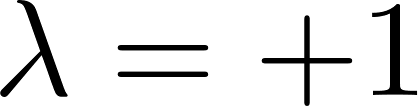 λ = +1